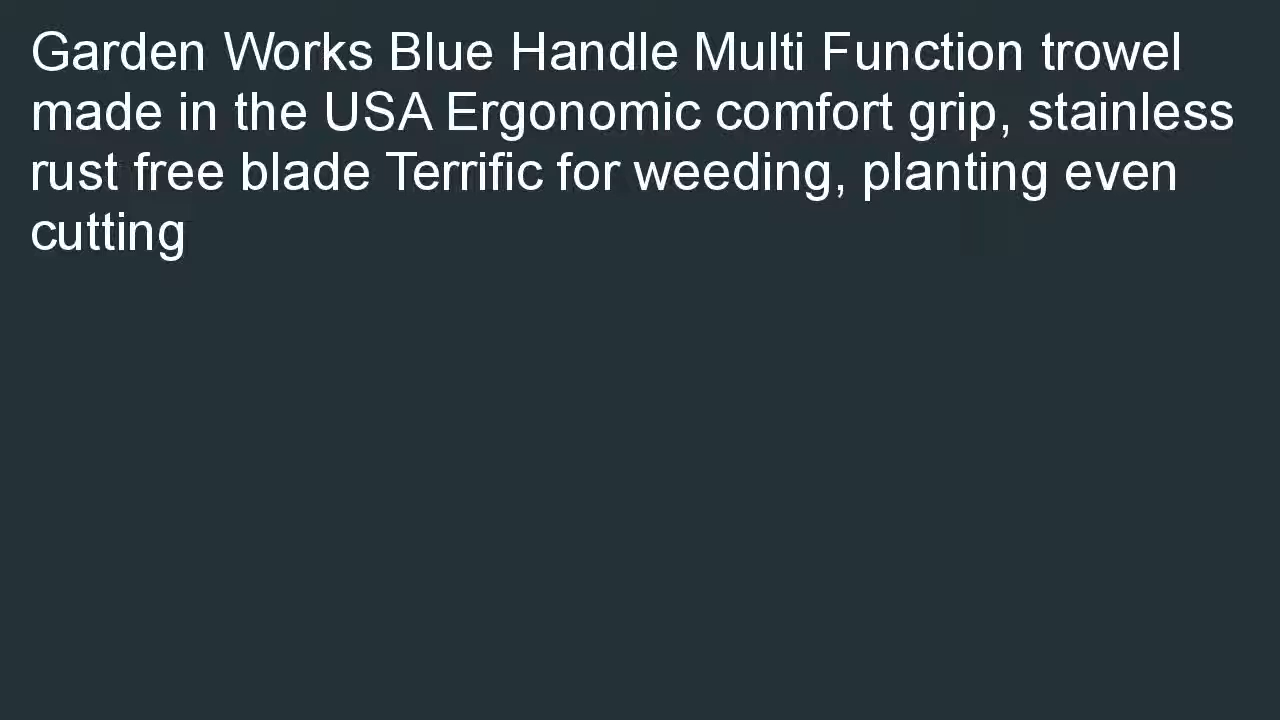 Garden Works Blue Handle Multi Function trowel
made in the USA Ergonomic comfort grip, stainless
rust free blade Terrific for weeding, planting even
cutting